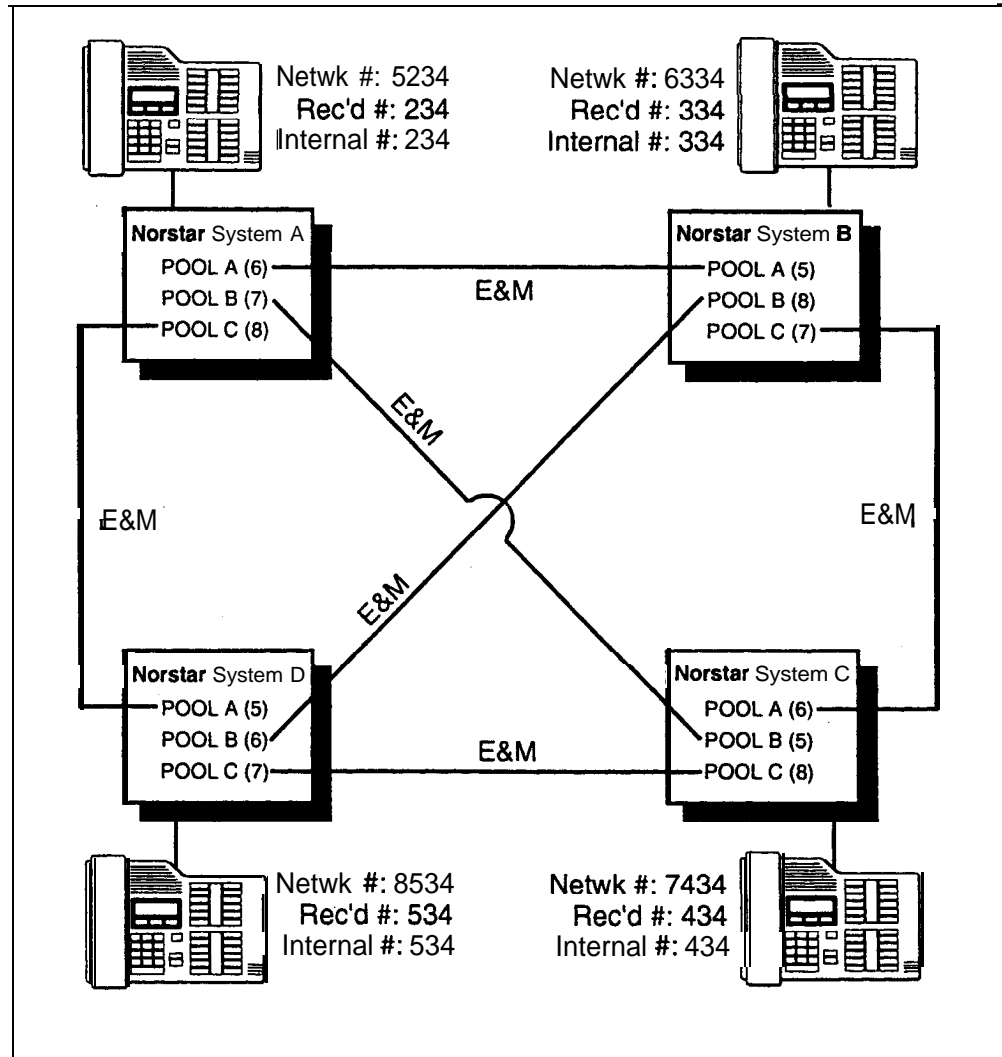 Netwk #: 5234
Rec'd #: 234
Internal #: 234
Netwk #: 6334
Rec'd #: 334
Internal #: 334
Norstar System A
POOL A (6)
POOL B (7)
POOL C (8)
Norstar System B
POOL A (5)
POOL B (8)
POOL C (7)
E&M
E&M
E&M
E&M
E&M
Norstar System D
POOL A (5)
POOL B (6)
POOL C (7)
Norstar System C
POOL A (6)
POOL B (5)
POOL C (8)
E&M
Netwk #: 8534
Rec'd #: 534
Internal #: 534
Netwk #: 7434
Rec'd #: 434
Internal #: 434